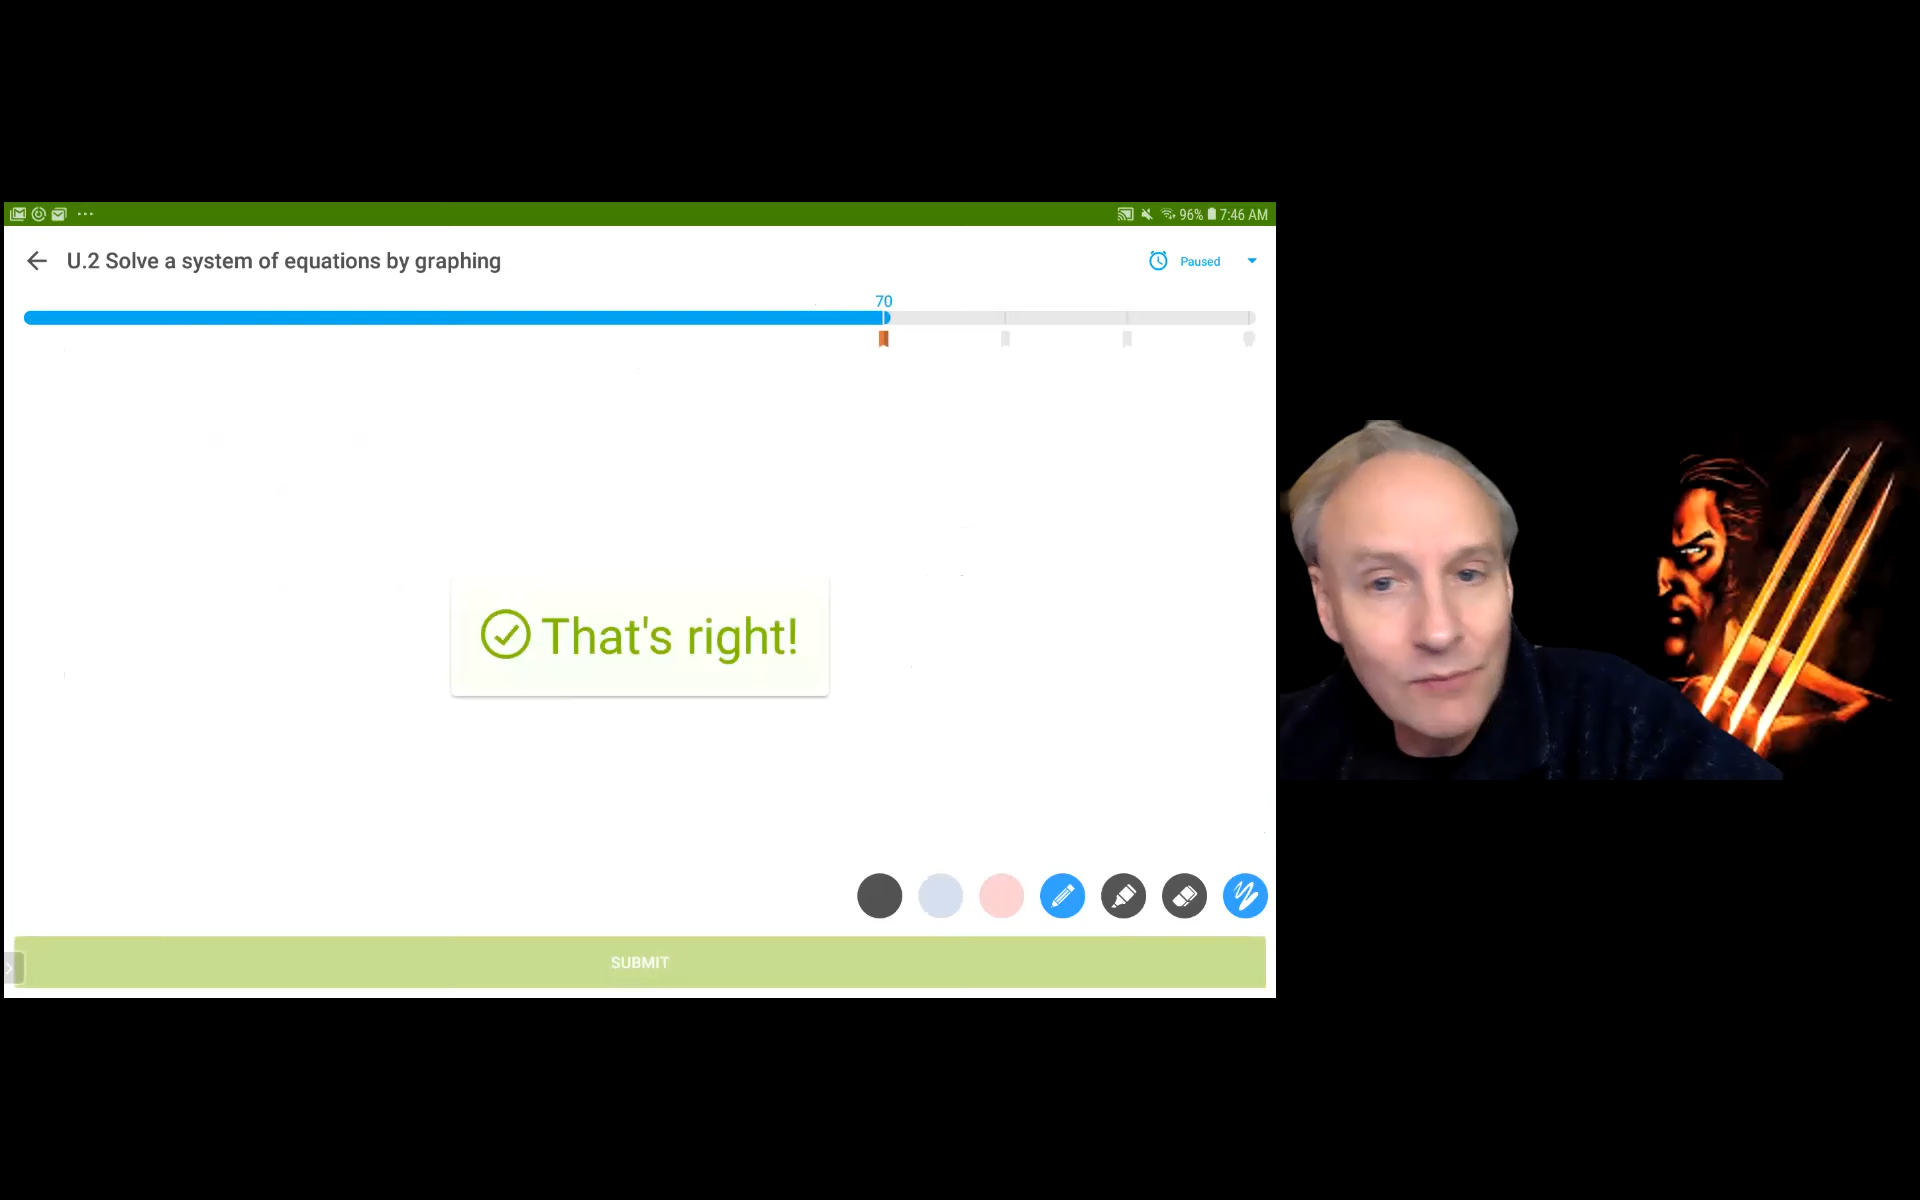 96% 7:46 AM
U.2 Solve a system of equations by graphing
Paused
70
That's right!
SUBMIT